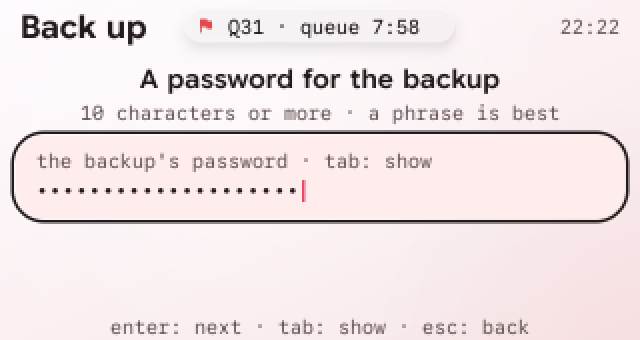 Back up
Q31 · queue 7:58
22:22
A password for the backup
10 characters or more · a phrase is best
the backup's password · tab: show
••••••••••••••••••••
enter: next · tab: show · esc: back